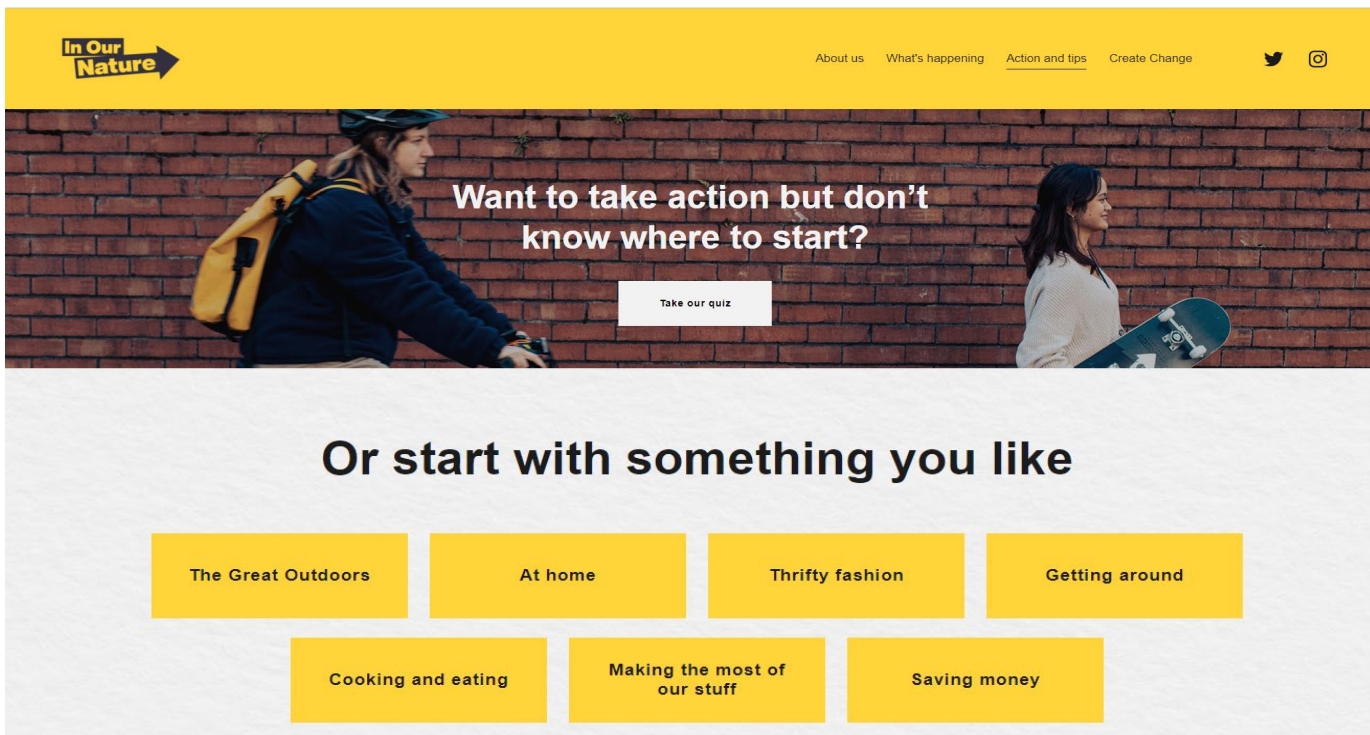 In Our
Nature
About us What's happening Action and tips Create Change
Want to take action but don't
know where to start?
Take our quiz
Or start with something you like
The Great Outdoors At home Thrifty fashion Getting around
Cooking and eating Making the most of
our stuff Saving money